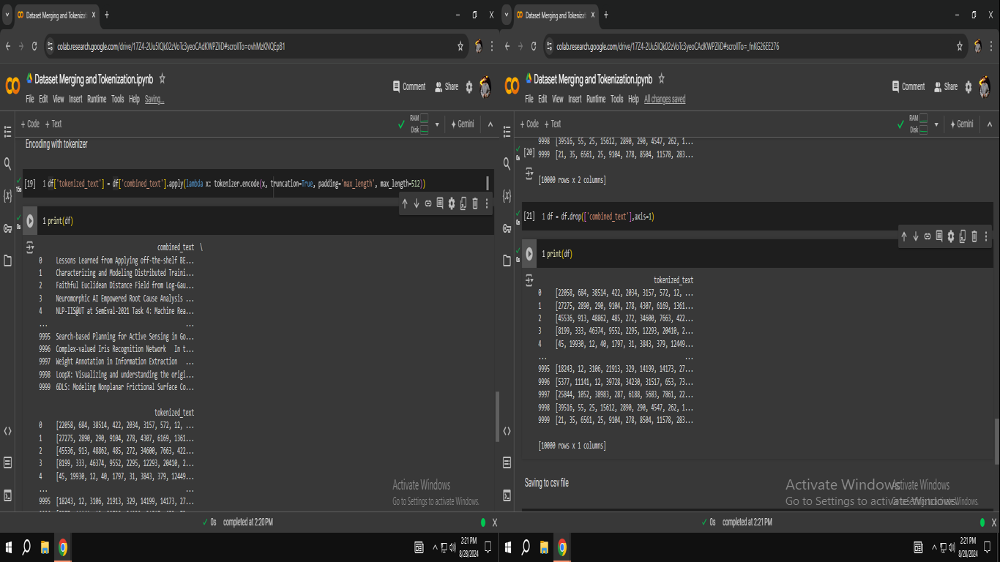 Dataset Merging and Tokenizat
colab.research.google.com/drive/17Z4-2Uu5IQk02zVoTc3yeoCAdKWPZliD#scrollTo=ovhMzKNQEpB1
Dataset Merging and Tokenization.ipynb
Comment
Share
File Edit View Insert Runtime Tools Help Saving...
+ Code + Text
RAM
Disk
Gemini
Encoding with tokenizer
[19] 1 df['tokenized_text'] = df['combined_text'].apply(lambda x: tokenizer.encode(x, truncation=True, padding='max_length', max_length=512))
15s
1 print(df)
0s
combined_text \
0 Lessons Learned from Applying off-the-shelf BE...
1 Characterizing and Modeling Distributed Traini...
2 Faithful Euclidean Distance Field from Log-Gau...
3 Neuromorphic AI Empowered Root Cause Analysis ...
4 NLP-IIS@UT at SemEval-2021 Task 4: Machine Rea...
... ...
9995 Search-based Planning for Active Sensing in Go...
9996 Complex-valued Iris Recognition Network In t...
9997 Weight Annotation in Information Extraction ...
9998 LoopX: Visualizing and understanding the origi...
9999 6DLS: Modeling Nonplanar Frictional Surface Co...
tokenized_text
0 [22058, 684, 38514, 422, 2034, 3157, 572, 12, ...
1 [27275, 2890, 290, 9104, 278, 4307, 6169, 1361...
2 [45536, 913, 48862, 485, 272, 34600, 7663, 422...
3 [8199, 333, 46374, 9552, 2295, 12293, 20410, 2...
4 [45, 19930, 12, 40, 1797, 31, 3843, 379, 12449...
... ...
9995 [18243, 12, 3106, 21913, 329, 14199, 14173, 27...
Activate Windows
Go to Settings to activate Windows.
0s completed at 2:20 PM
2:21 PM
8/28/2024
Dataset Merging and Tokenizat
colab.research.google.com/drive/17Z4-2Uu5IQk02zVoTc3yeoCAdKWPZliD#scrollTo=_fnKG26EE276
Dataset Merging and Tokenization.ipynb
Comment
Share
File Edit View Insert Runtime Tools Help All changes saved
+ Code + Text
RAM
Disk
Gemini
9998 [39516, 55, 25, 15612, 2890, 290, 4547, 262, 1...
[20] 9999 [21, 35, 6561, 25, 9104, 278, 8504, 11578, 283...
0s
[10000 rows x 2 columns]
[21] 1 df = df.drop(['combined_text'],axis=1)
0s
1 print(df)
0s
tokenized_text
0 [22058, 684, 38514, 422, 2034, 3157, 572, 12, ...
1 [27275, 2890, 290, 9104, 278, 4307, 6169, 1361...
2 [45536, 913, 48862, 485, 272, 34600, 7663, 422...
3 [8199, 333, 46374, 9552, 2295, 12293, 20410, 2...
4 [45, 19930, 12, 40, 1797, 31, 3843, 379, 12449...
... ...
9995 [18243, 12, 3106, 21913, 329, 14199, 14173, 27...
9996 [5377, 11141, 12, 39728, 34230, 31517, 653, 73...
9997 [25844, 1052, 38983, 287, 6188, 5683, 7861, 22...
9998 [39516, 55, 25, 15612, 2890, 290, 4547, 262, 1...
9999 [21, 35, 6561, 25, 9104, 278, 8504, 11578, 283...
[10000 rows x 1 columns]
Saving to csv file
Activate Windows
Activate Windows
Go to Settings to activate Windows.
Go to Settings to activate Windows.
0s completed at 2:21 PM
2:21 PM
8/28/2024